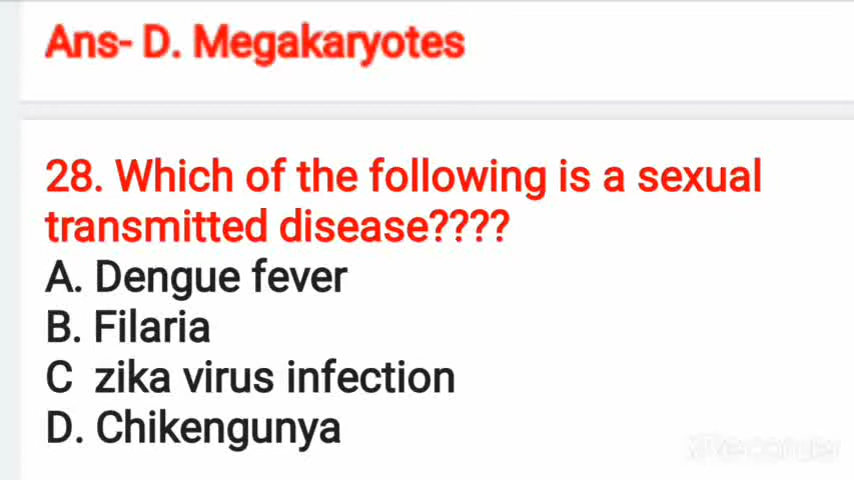 Ans- D. Megakaryotes
28. Which of the following is a sexual
transmitted disease????
A. Dengue fever
B. Filaria
C zika virus infection
D. Chikengunya